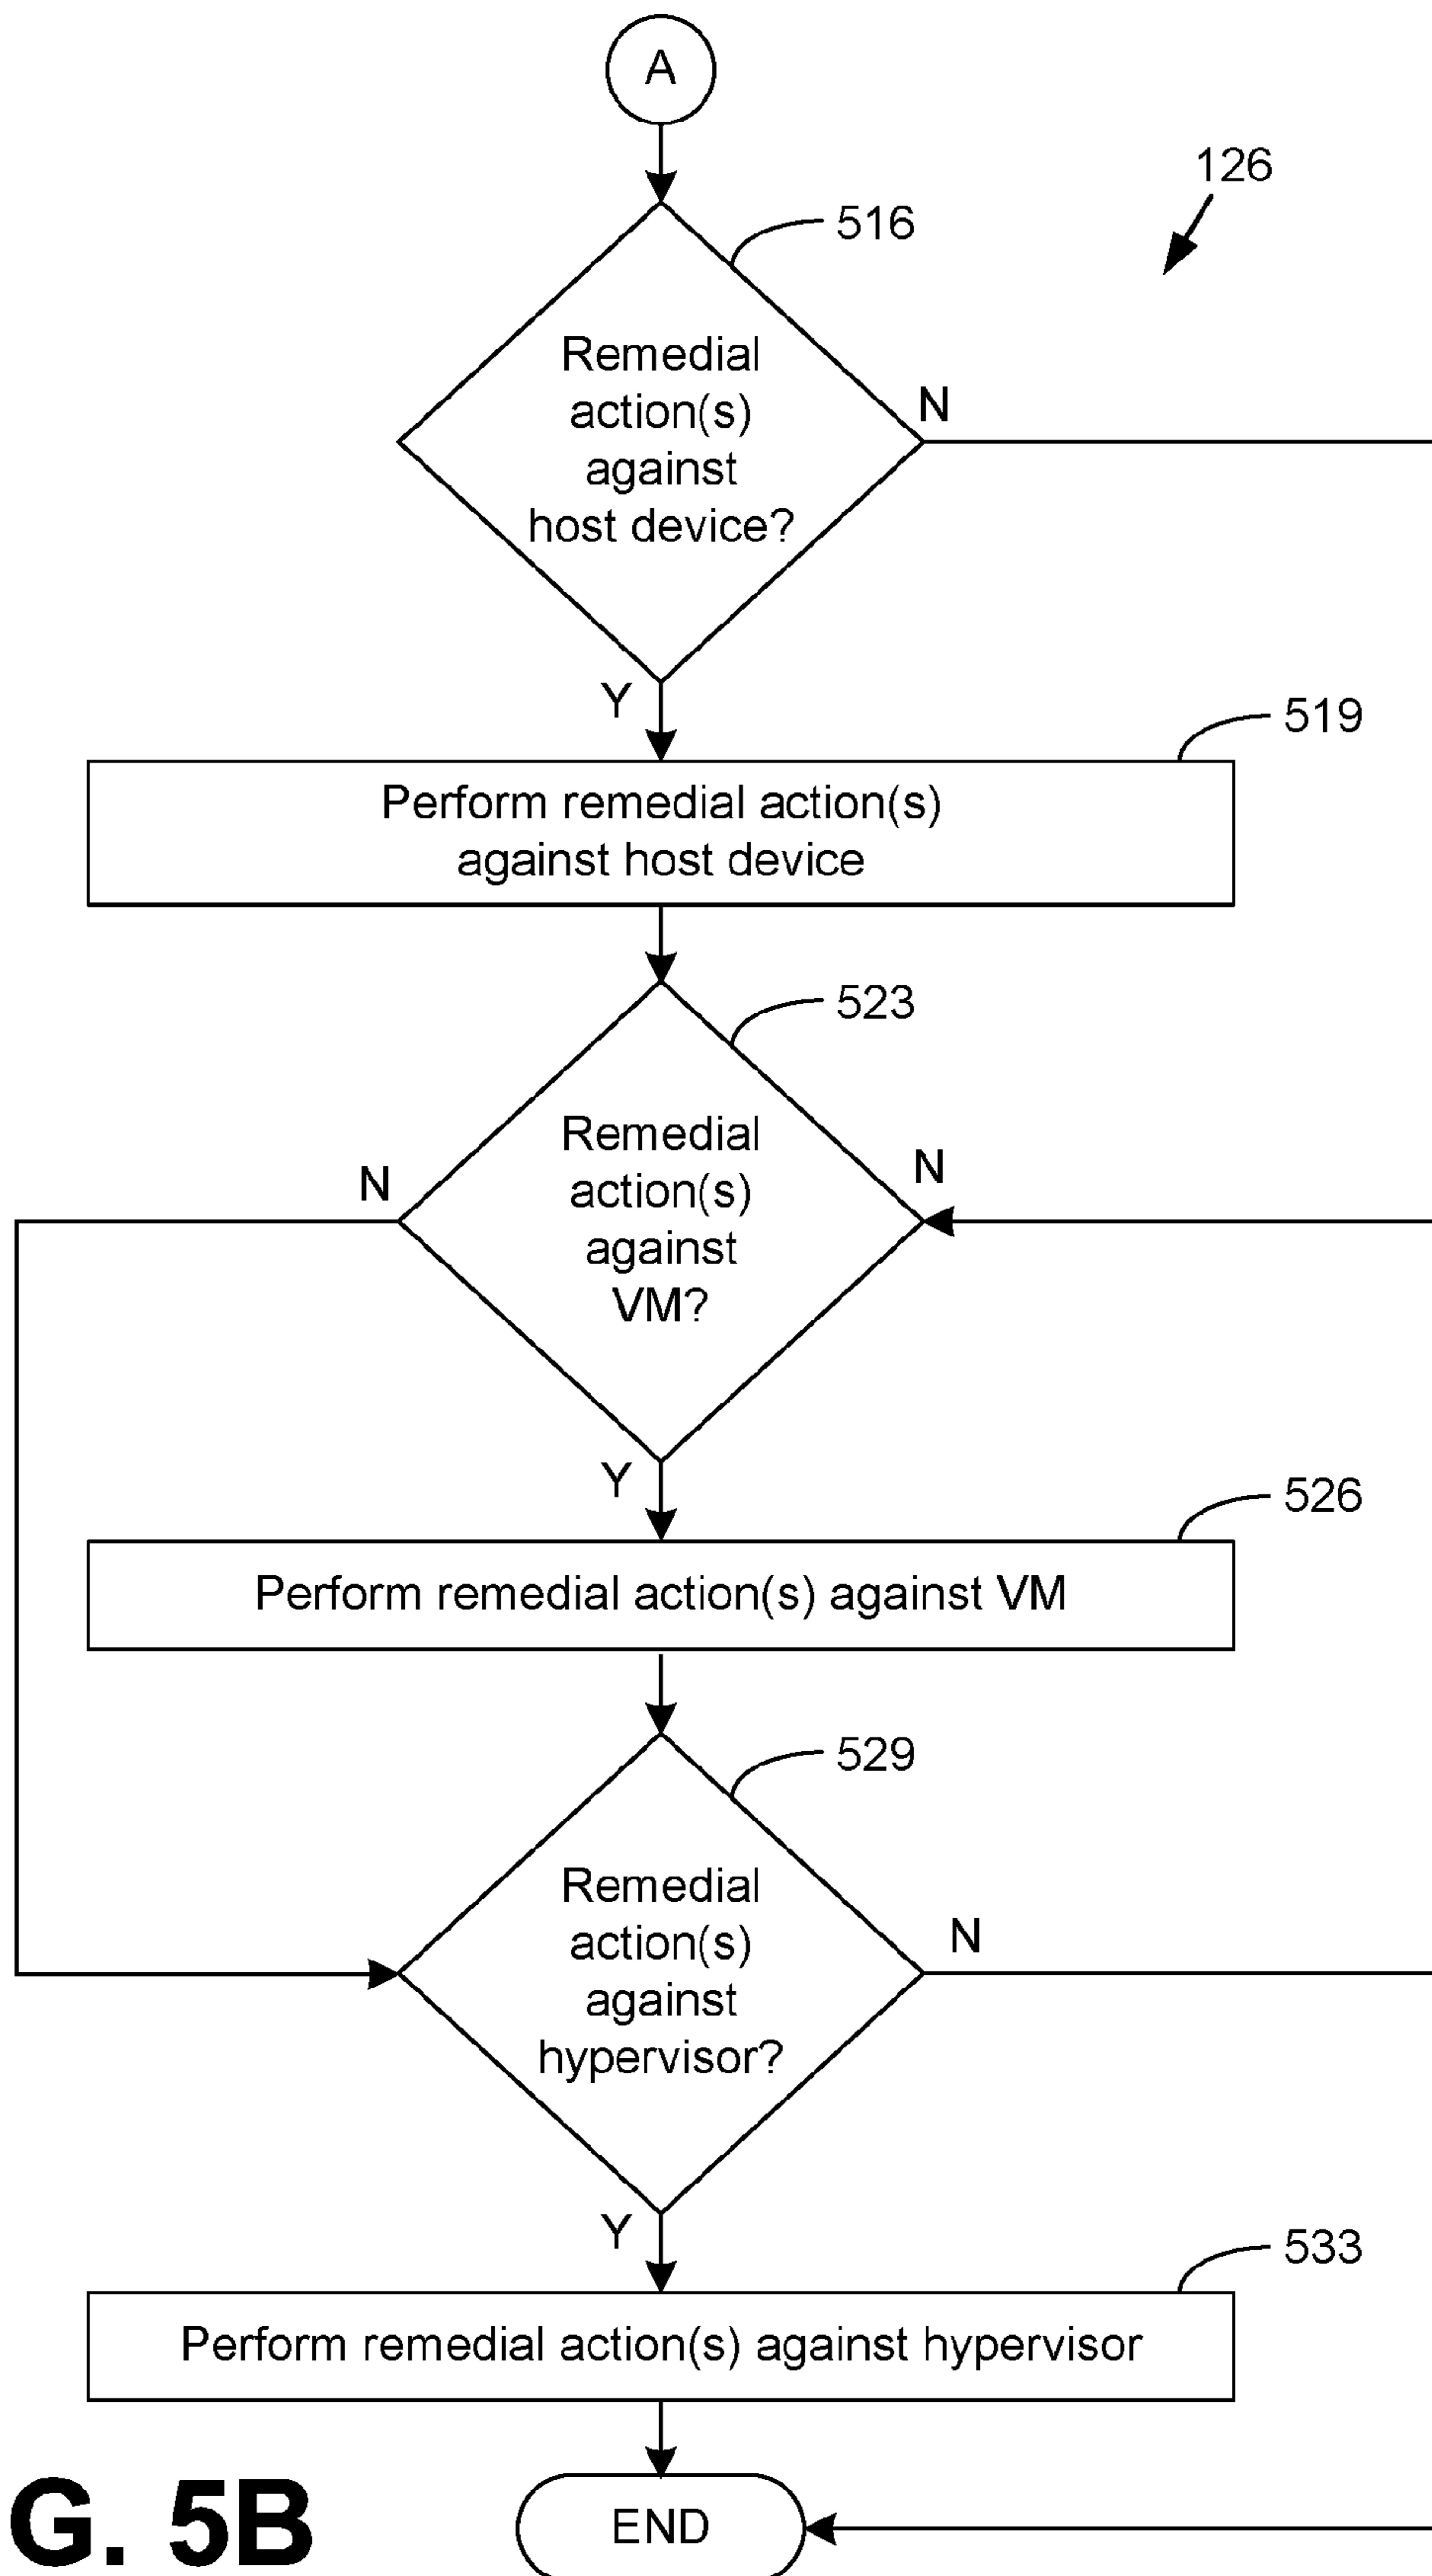 A
126
516
Remedial
action(s)
against
host device?
N
Y
519
Perform remedial action(s)
against host device
523
Remedial
action(s)
against
VM?
N
N
Y
526
Perform remedial action(s) against VM
529
Remedial
action(s)
against
hypervisor?
N
Y
533
Perform remedial action(s) against hypervisor
END
G. 5B